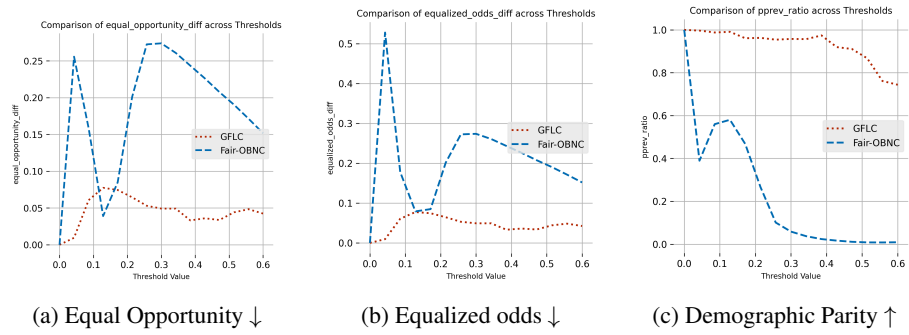 Comparison of equal_opportunity_diff across Thresholds
equal_opportunity_diff
0.25
0.20
0.15
0.10
0.05
0.00
GFLC
Fair-OBNC
0.0 0.1 0.2 0.3 0.4 0.5 0.6
Threshold Value
(a) Equal Opportunity ↓
Comparison of equalized_odds_diff across Thresholds
equalized_odds_diff
0.5
0.4
0.3
0.2
0.1
0.0
GFLC
Fair-OBNC
0.0 0.1 0.2 0.3 0.4 0.5 0.6
Threshold Value
(b) Equalized odds ↓
Comparison of pprev_ratio across Thresholds
pprev_ratio
1.0
0.8
0.6
0.4
0.2
0.0
GFLC
Fair-OBNC
0.0 0.1 0.2 0.3 0.4 0.5 0.6
Threshold Value
(c) Demographic Parity ↑